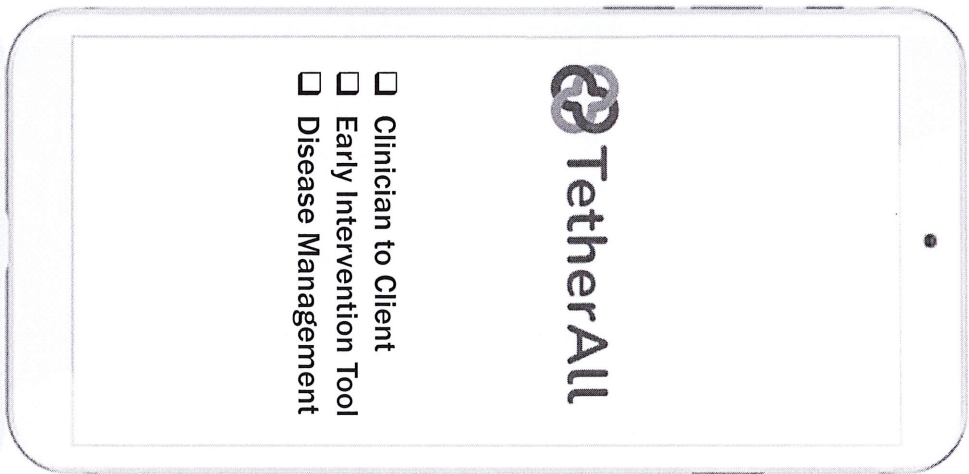 TetherAll
❑ Clinician to Client
❑ Early Intervention Tool
❑ Disease Management